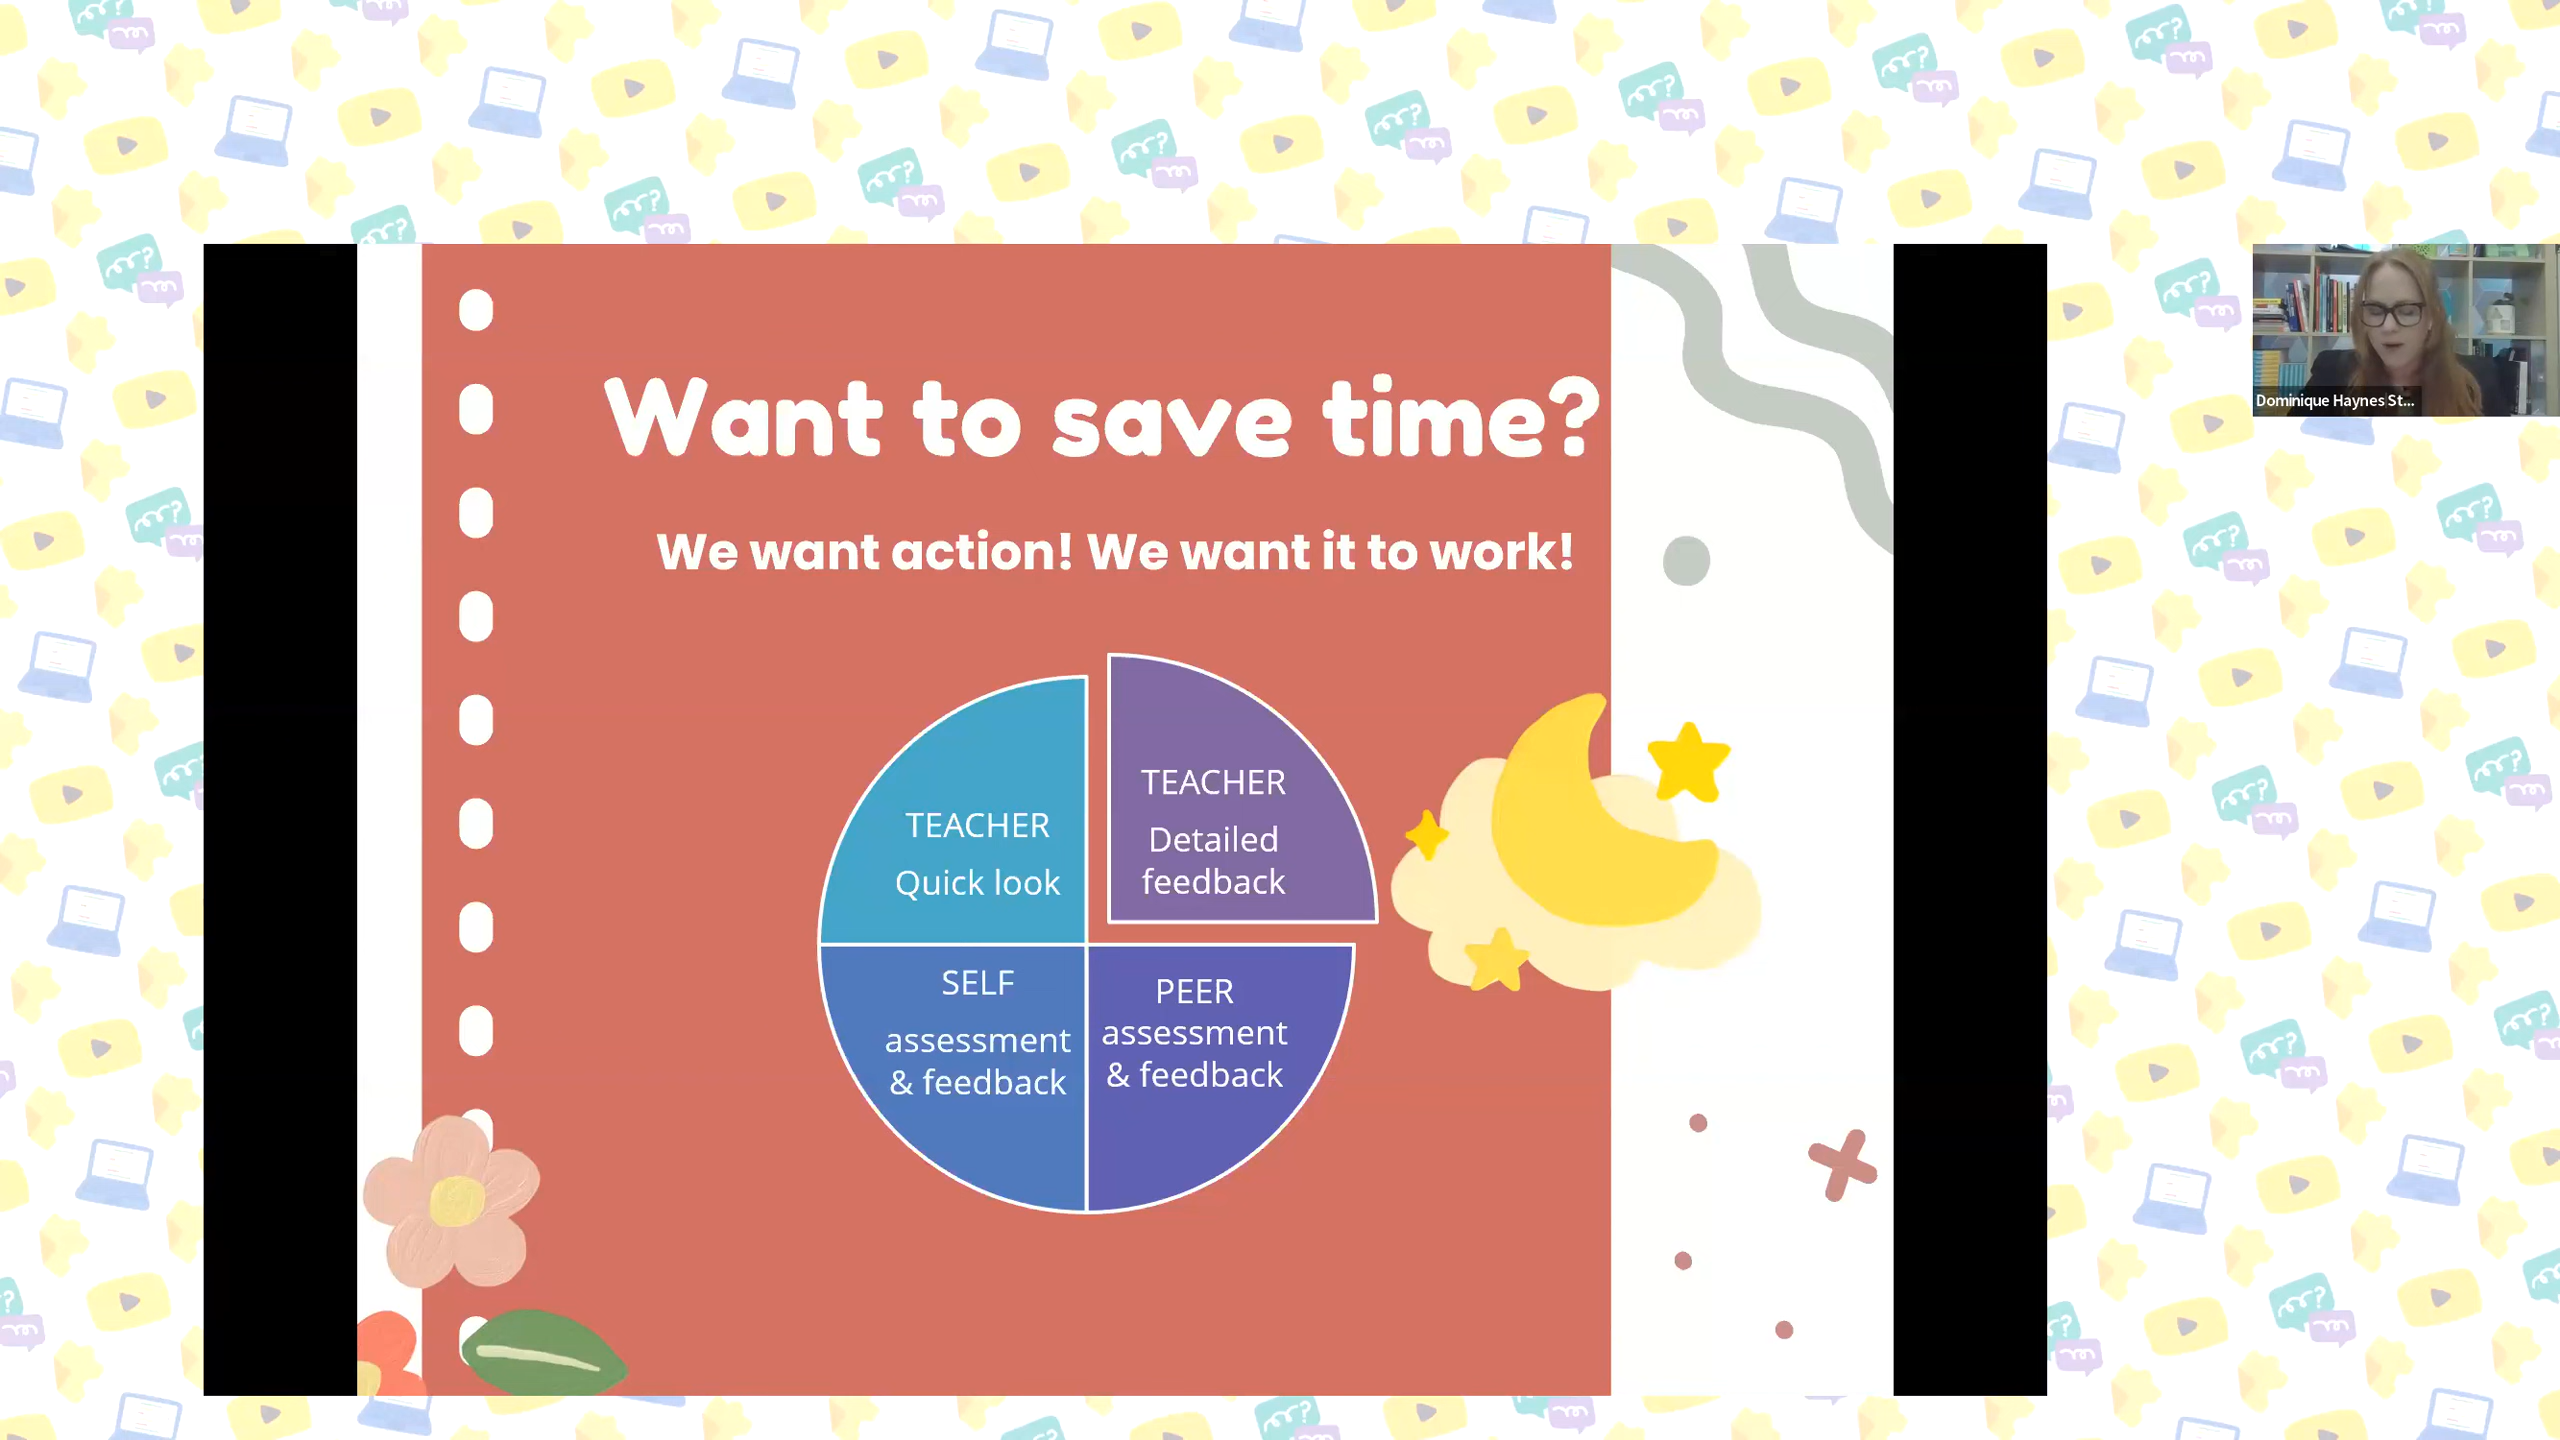 Want to save time?
We want action! We want it to work!
TEACHER
Quick look
TEACHER
Detailed
feedback
SELF
assessment
& feedback
PEER
assessment
& feedback
Dominique Haynes St...